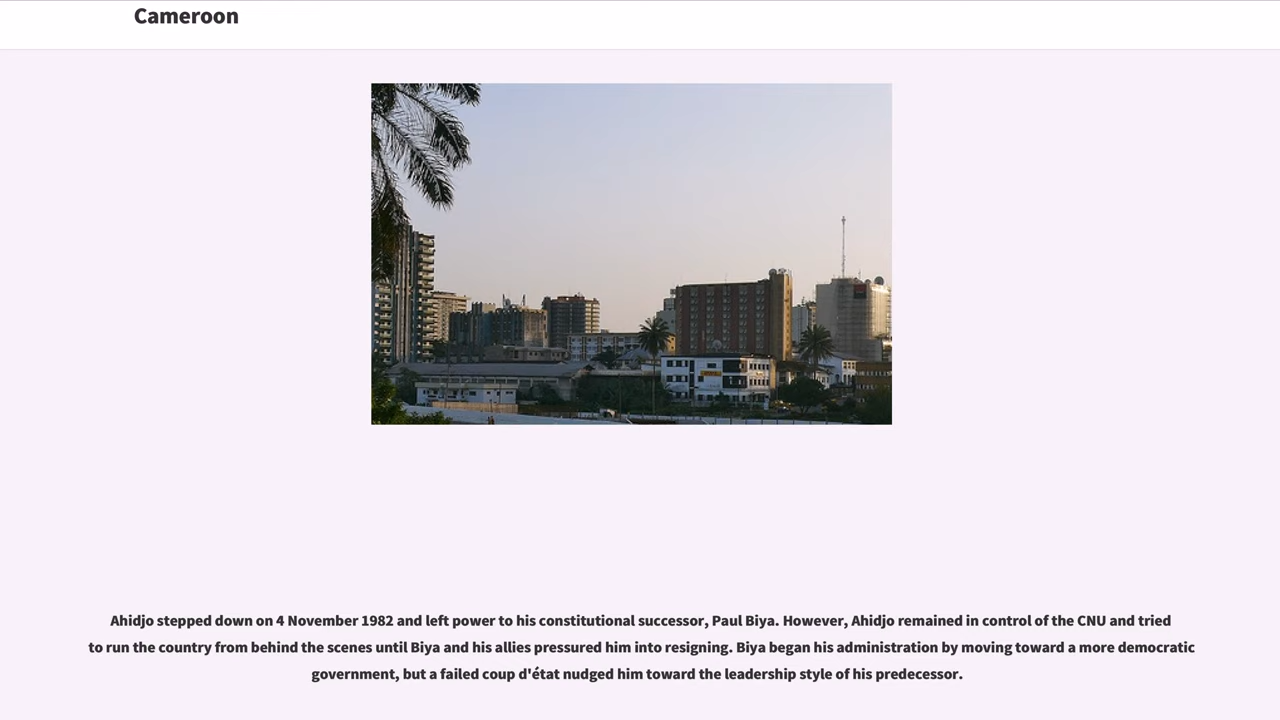 Cameroon
Ahidjo stepped down on 4 November 1982 and left power to his constitutional successor, Paul Biya. However, Ahidjo remained in control of the CNU and tried
to run the country from behind the scenes until Biya and his allies pressured him into resigning. Biya began his administration by moving toward a more democratic
government, but a failed coup d'état nudged him toward the leadership style of his predecessor.